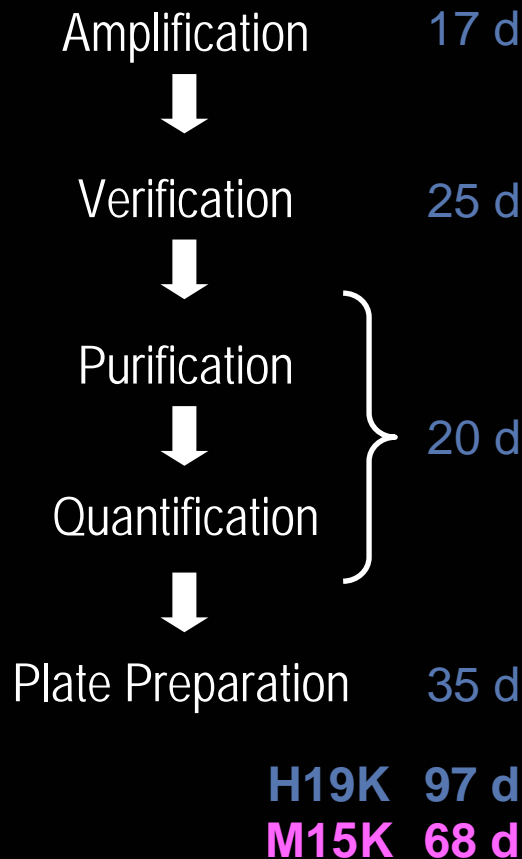 Amplification 17 d
Verification 25 d
Purification
20 d
Quantification
Plate Preparation 35 d
H19K 97 d
M15K 68 d